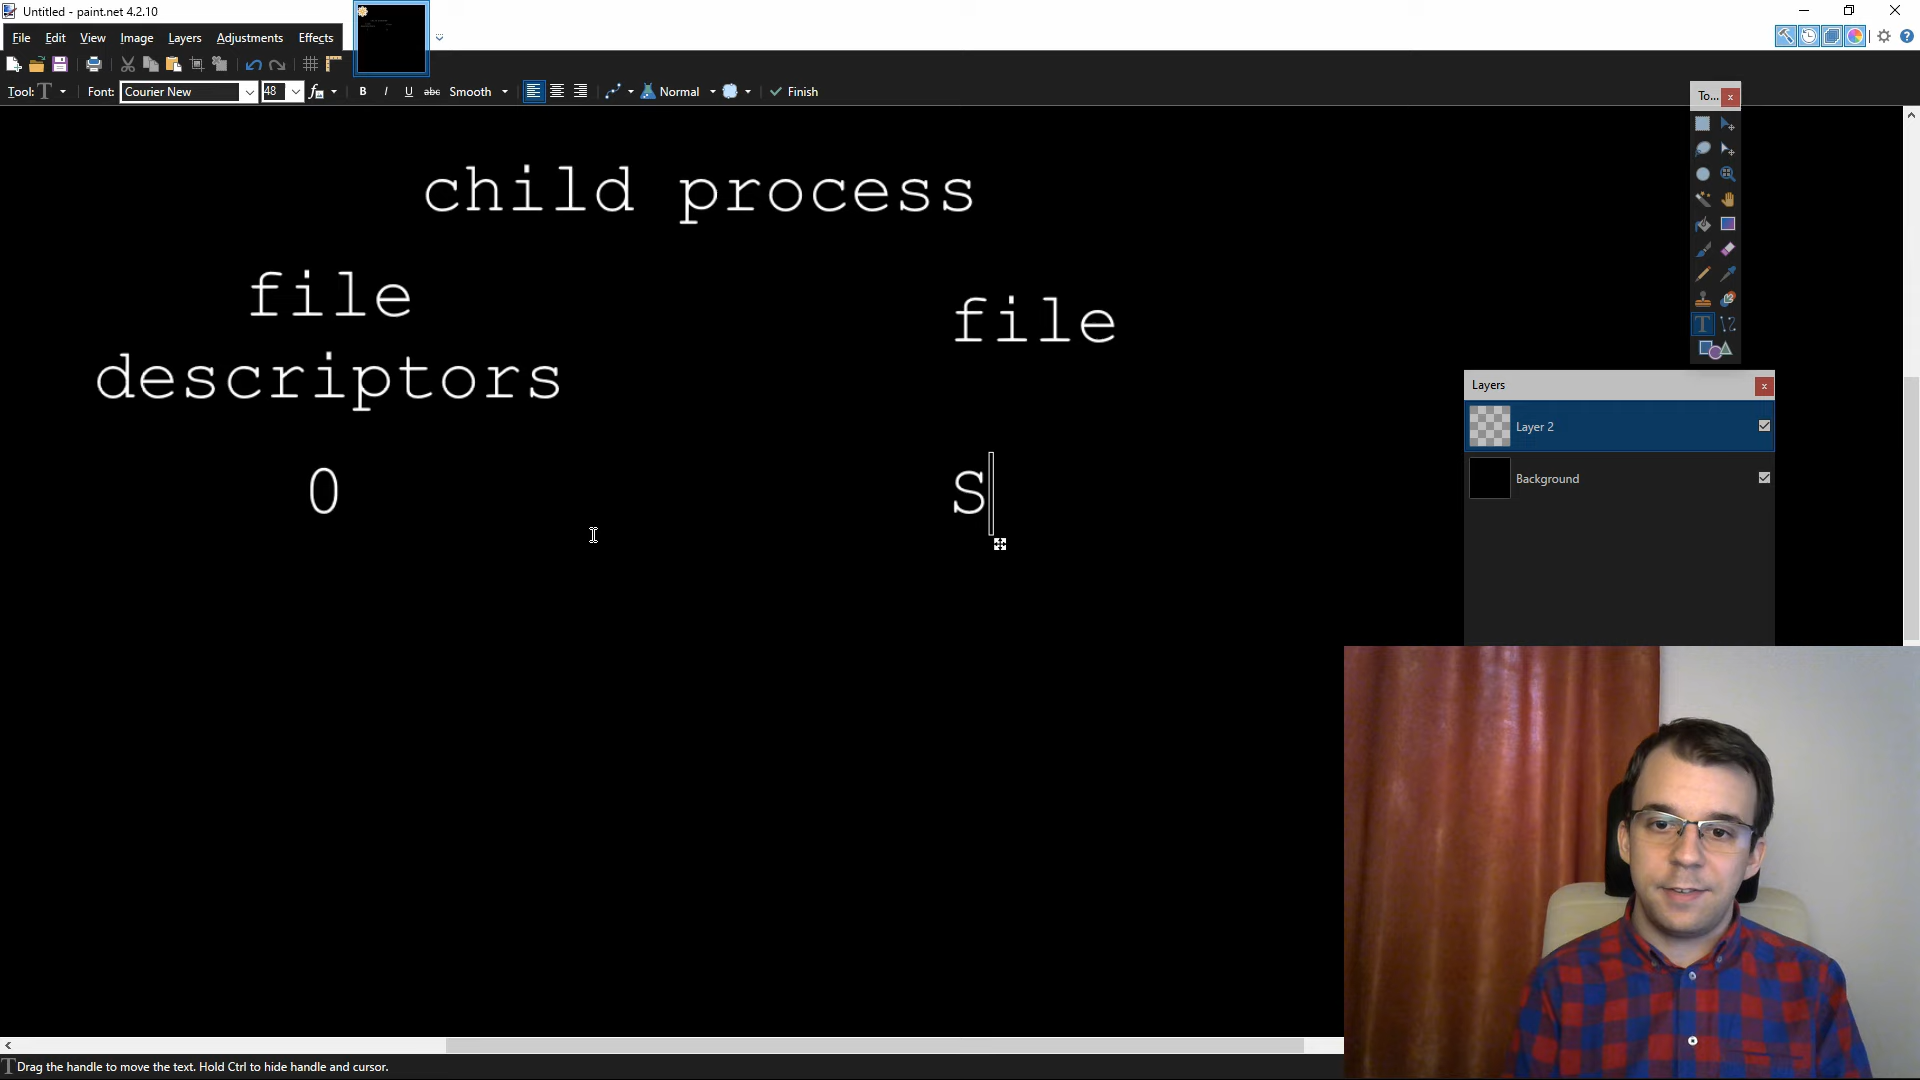 Untitled - paint.net 4.2.10
File Edit View Image Layers Adjustments Effects
Tool: T Font: Courier New 48 fx B I U abc Smooth Normal Finish
To...
child process
file
descriptors
file
0
S
Layers
Layer 2
Background
T
Drag the handle to move the text. Hold Ctrl to hide handle and cursor.